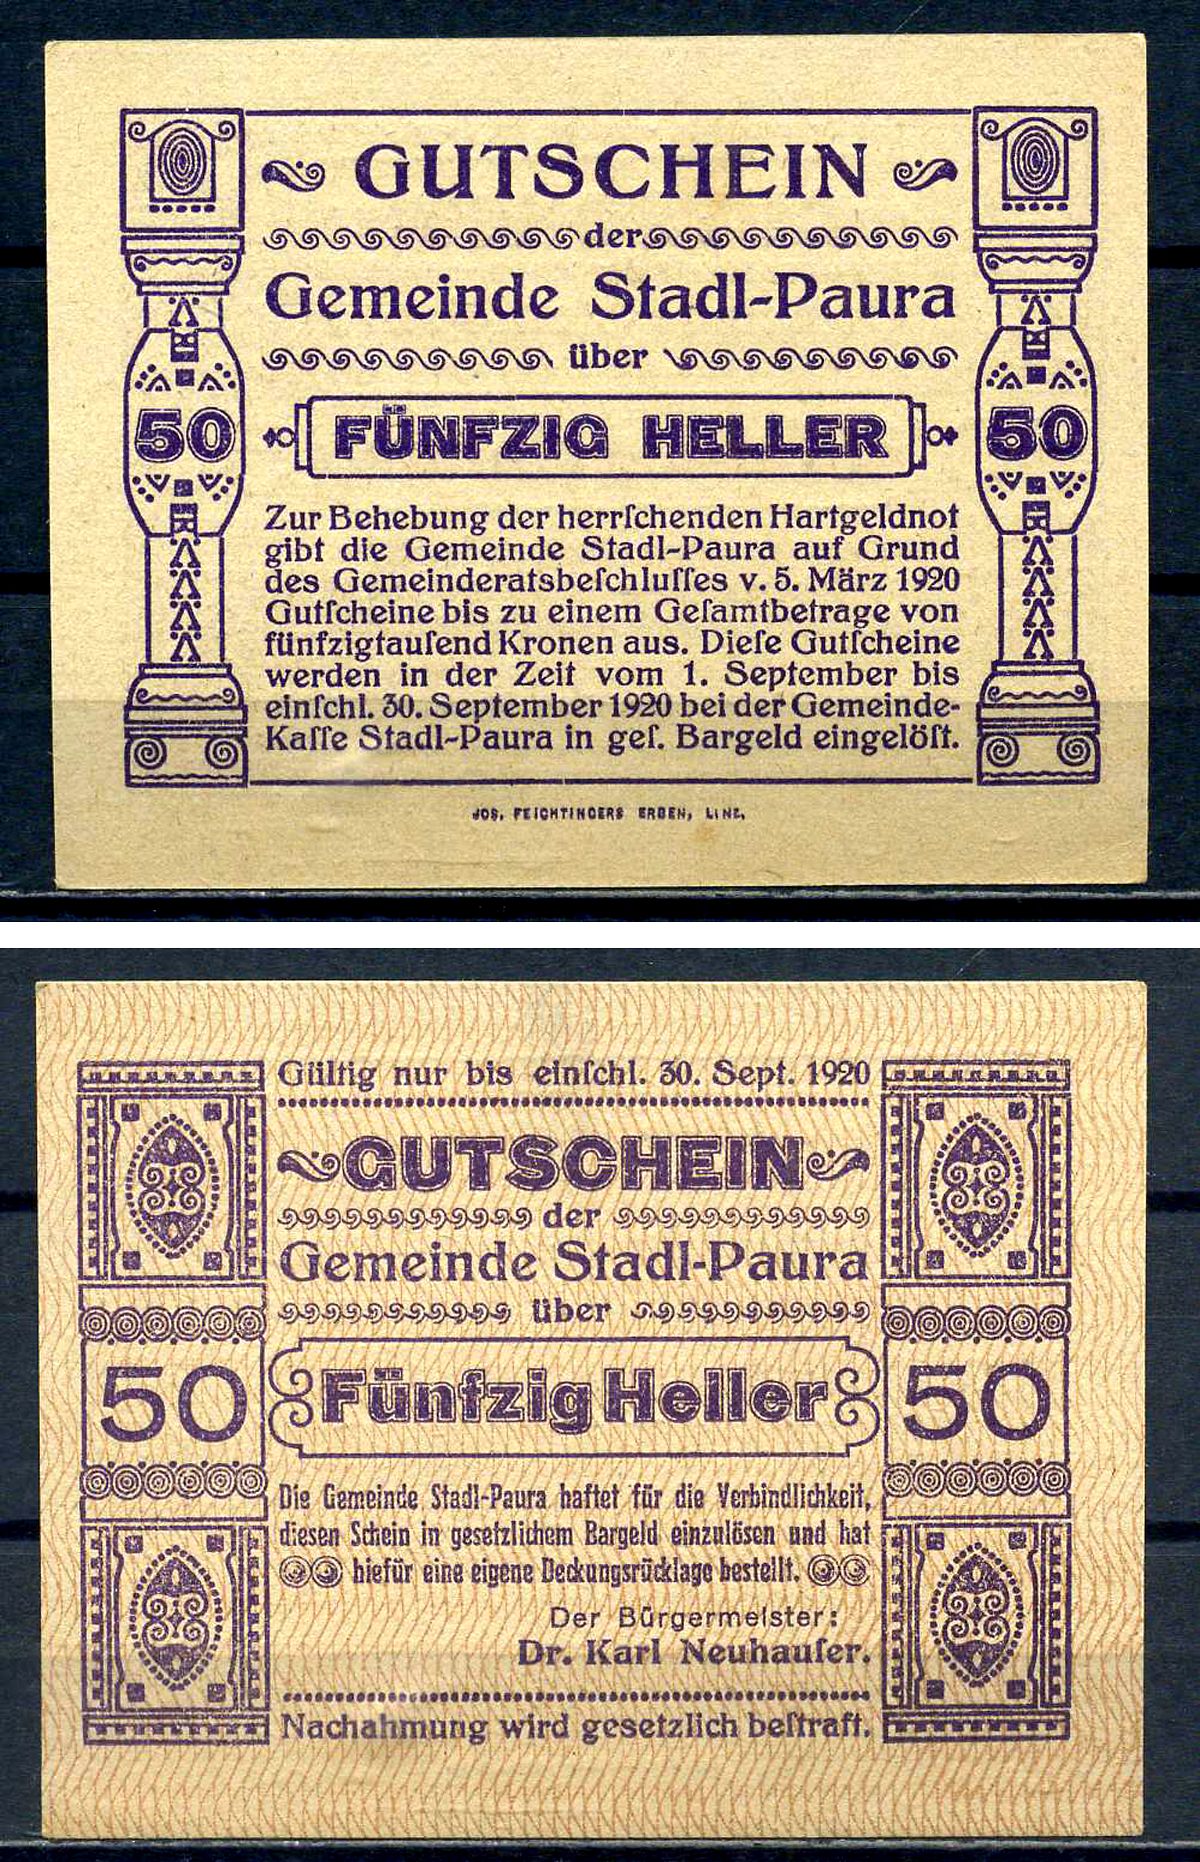 GUTSCHEIN
der
Gemeinde Stadl-Paura
über
50 FÜNFZIG HELLER 50
Zur Behebung der herrſchenden Hartgeldnot
gibt die Gemeinde Stadl-Paura auf Grund
des Gemeinderatsbeſchluſſes v. 5. März 1920
Gutſcheine bis zu einem Geſamtbetrage von
fünfzigtauſend Kronen aus. Dieſe Gutſcheine
werden in der Zeit vom 1. September bis
einſchl. 30. September 1920 bei der Gemeinde-
Kaſſe Stadl-Paura in geſ. Bargeld eingelöſt.
JOS. FEICHTINGERS ERBEN, LINZ.
Gültig nur bis einſchl. 30. Sept. 1920
GUTSCHEIN
der
Gemeinde Stadl-Paura
über
50 Fünfzig Heller 50
Die Gemeinde Stadl-Paura haftet für die Verbindlichkeit,
diesen Schein in gesetzlichem Bargeld einzulösen und hat
hiefür eine eigene Deckungsrücklage bestellt.
Der Bürgermeister:
Dr. Karl Neuhauſer.
Nachahmung wird geſetzlich beſtraft.